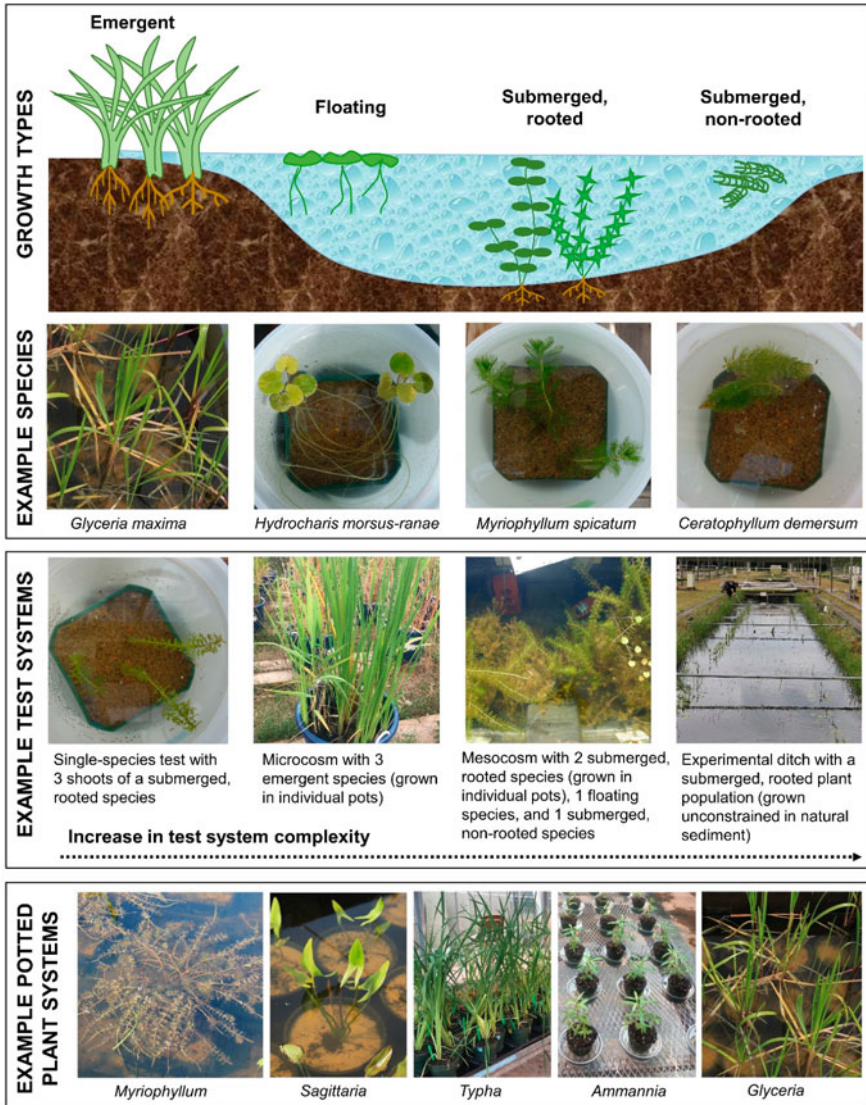 GROWTH TYPES
Emergent
Floating
Submerged,
rooted
Submerged,
non-rooted
EXAMPLE SPECIES
Glyceria maxima
Hydrocharis morsus-ranae
Myriophyllum spicatum
Ceratophyllum demersum
EXAMPLE TEST SYSTEMS
Single-species test with
3 shoots of a submerged,
rooted species
Microcosm with 3
emergent species (grown
in individual pots)
Mesocosm with 2 submerged,
rooted species (grown in
individual pots), 1 floating
species, and 1 submerged,
non-rooted species
Experimental ditch with a
submerged, rooted plant
population (grown
unconstrained in natural
sediment)
Increase in test system complexity
EXAMPLE POTTED
PLANT SYSTEMS
Myriophyllum
Sagittaria
Typha
Ammannia
Glyceria